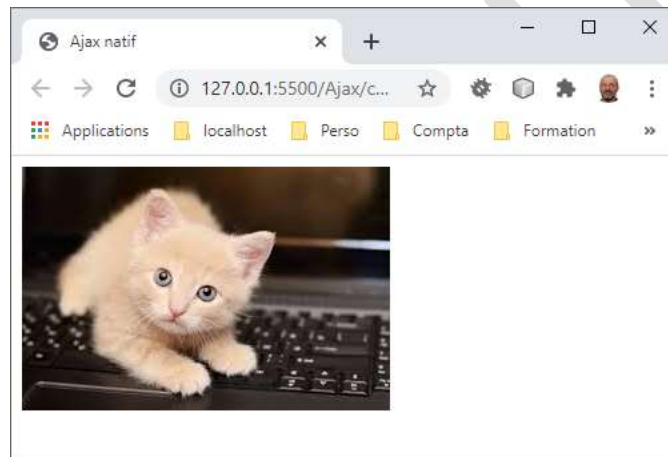 Ajax natif
127.0.0.1:5500/Ajax/c...
Applications localhost Perso Compta Formation »